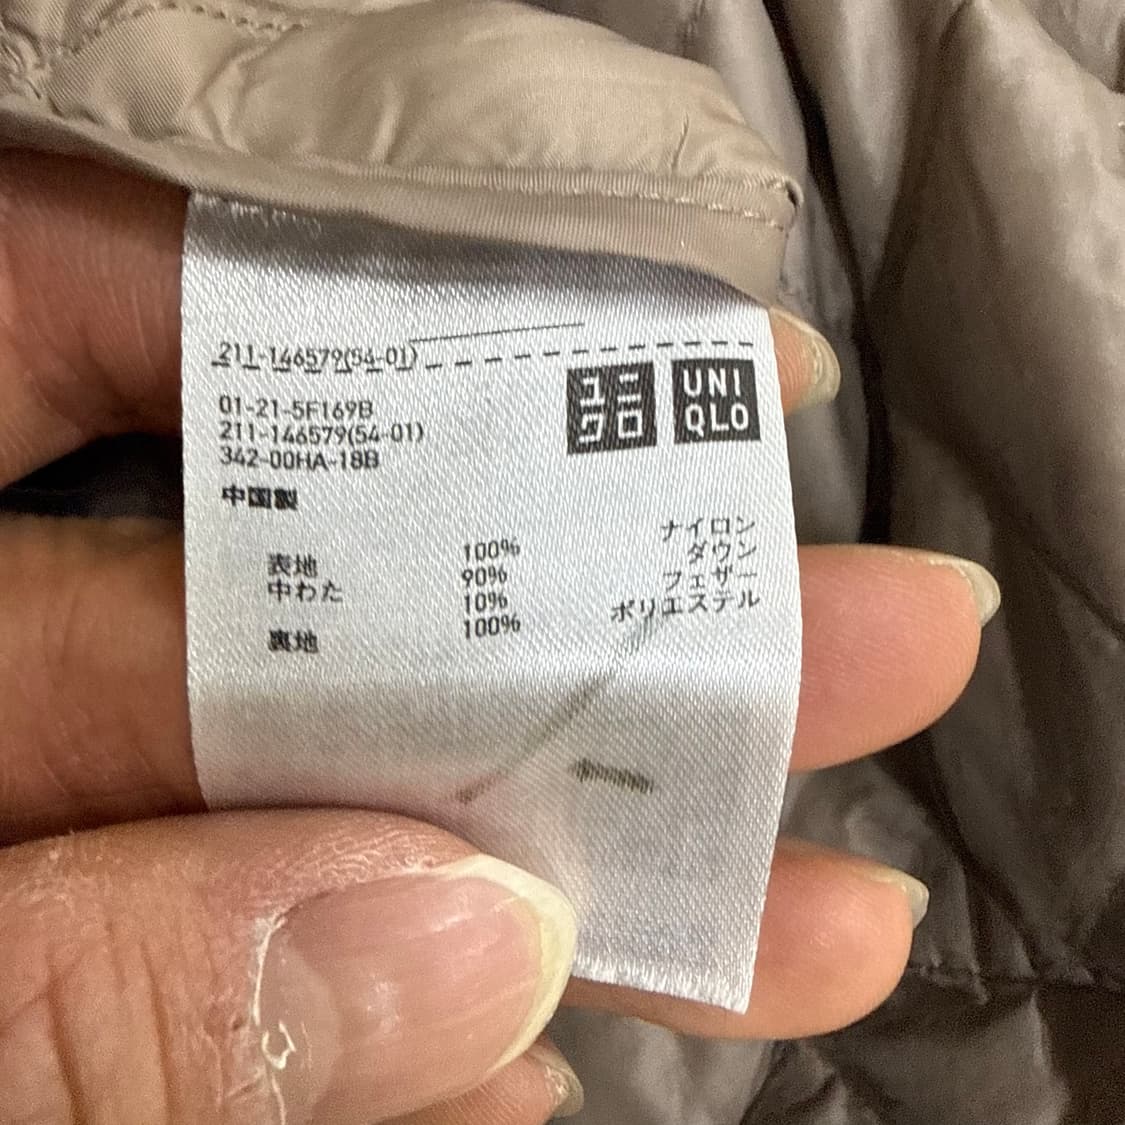 211-146579(54-01)
ユニ
クロ
UNI
QLO
01-21-5F169B
211-146579(54-01)
342-00HA-18B
中国製
表地 100% ナイロン
中わた 90% ダウン
10% フェザー
裏地 100% ポリエステル